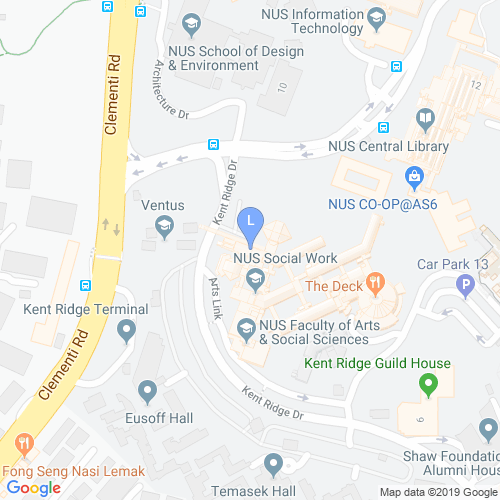 NUS Information
Technology
NUS School of Design
& Environment
Clementi Rd
Architecture Dr
10
12
NUS Central Library
Kent Ridge Dr
NUS CO-OP@AS6
Ventus
L
NUS Social Work
Car Park 13
P
The Deck
Arts Link
Kent Ridge Terminal
NUS Faculty of Arts
& Social Sciences
Kent Ridge Guild House
Clementi Rd
Eusoff Hall
Kent Ridge Dr
9
Fong Seng Nasi Lemak
Shaw Foundation
Alumni House
Temasek Hall
Google
Map data ©2019 Google